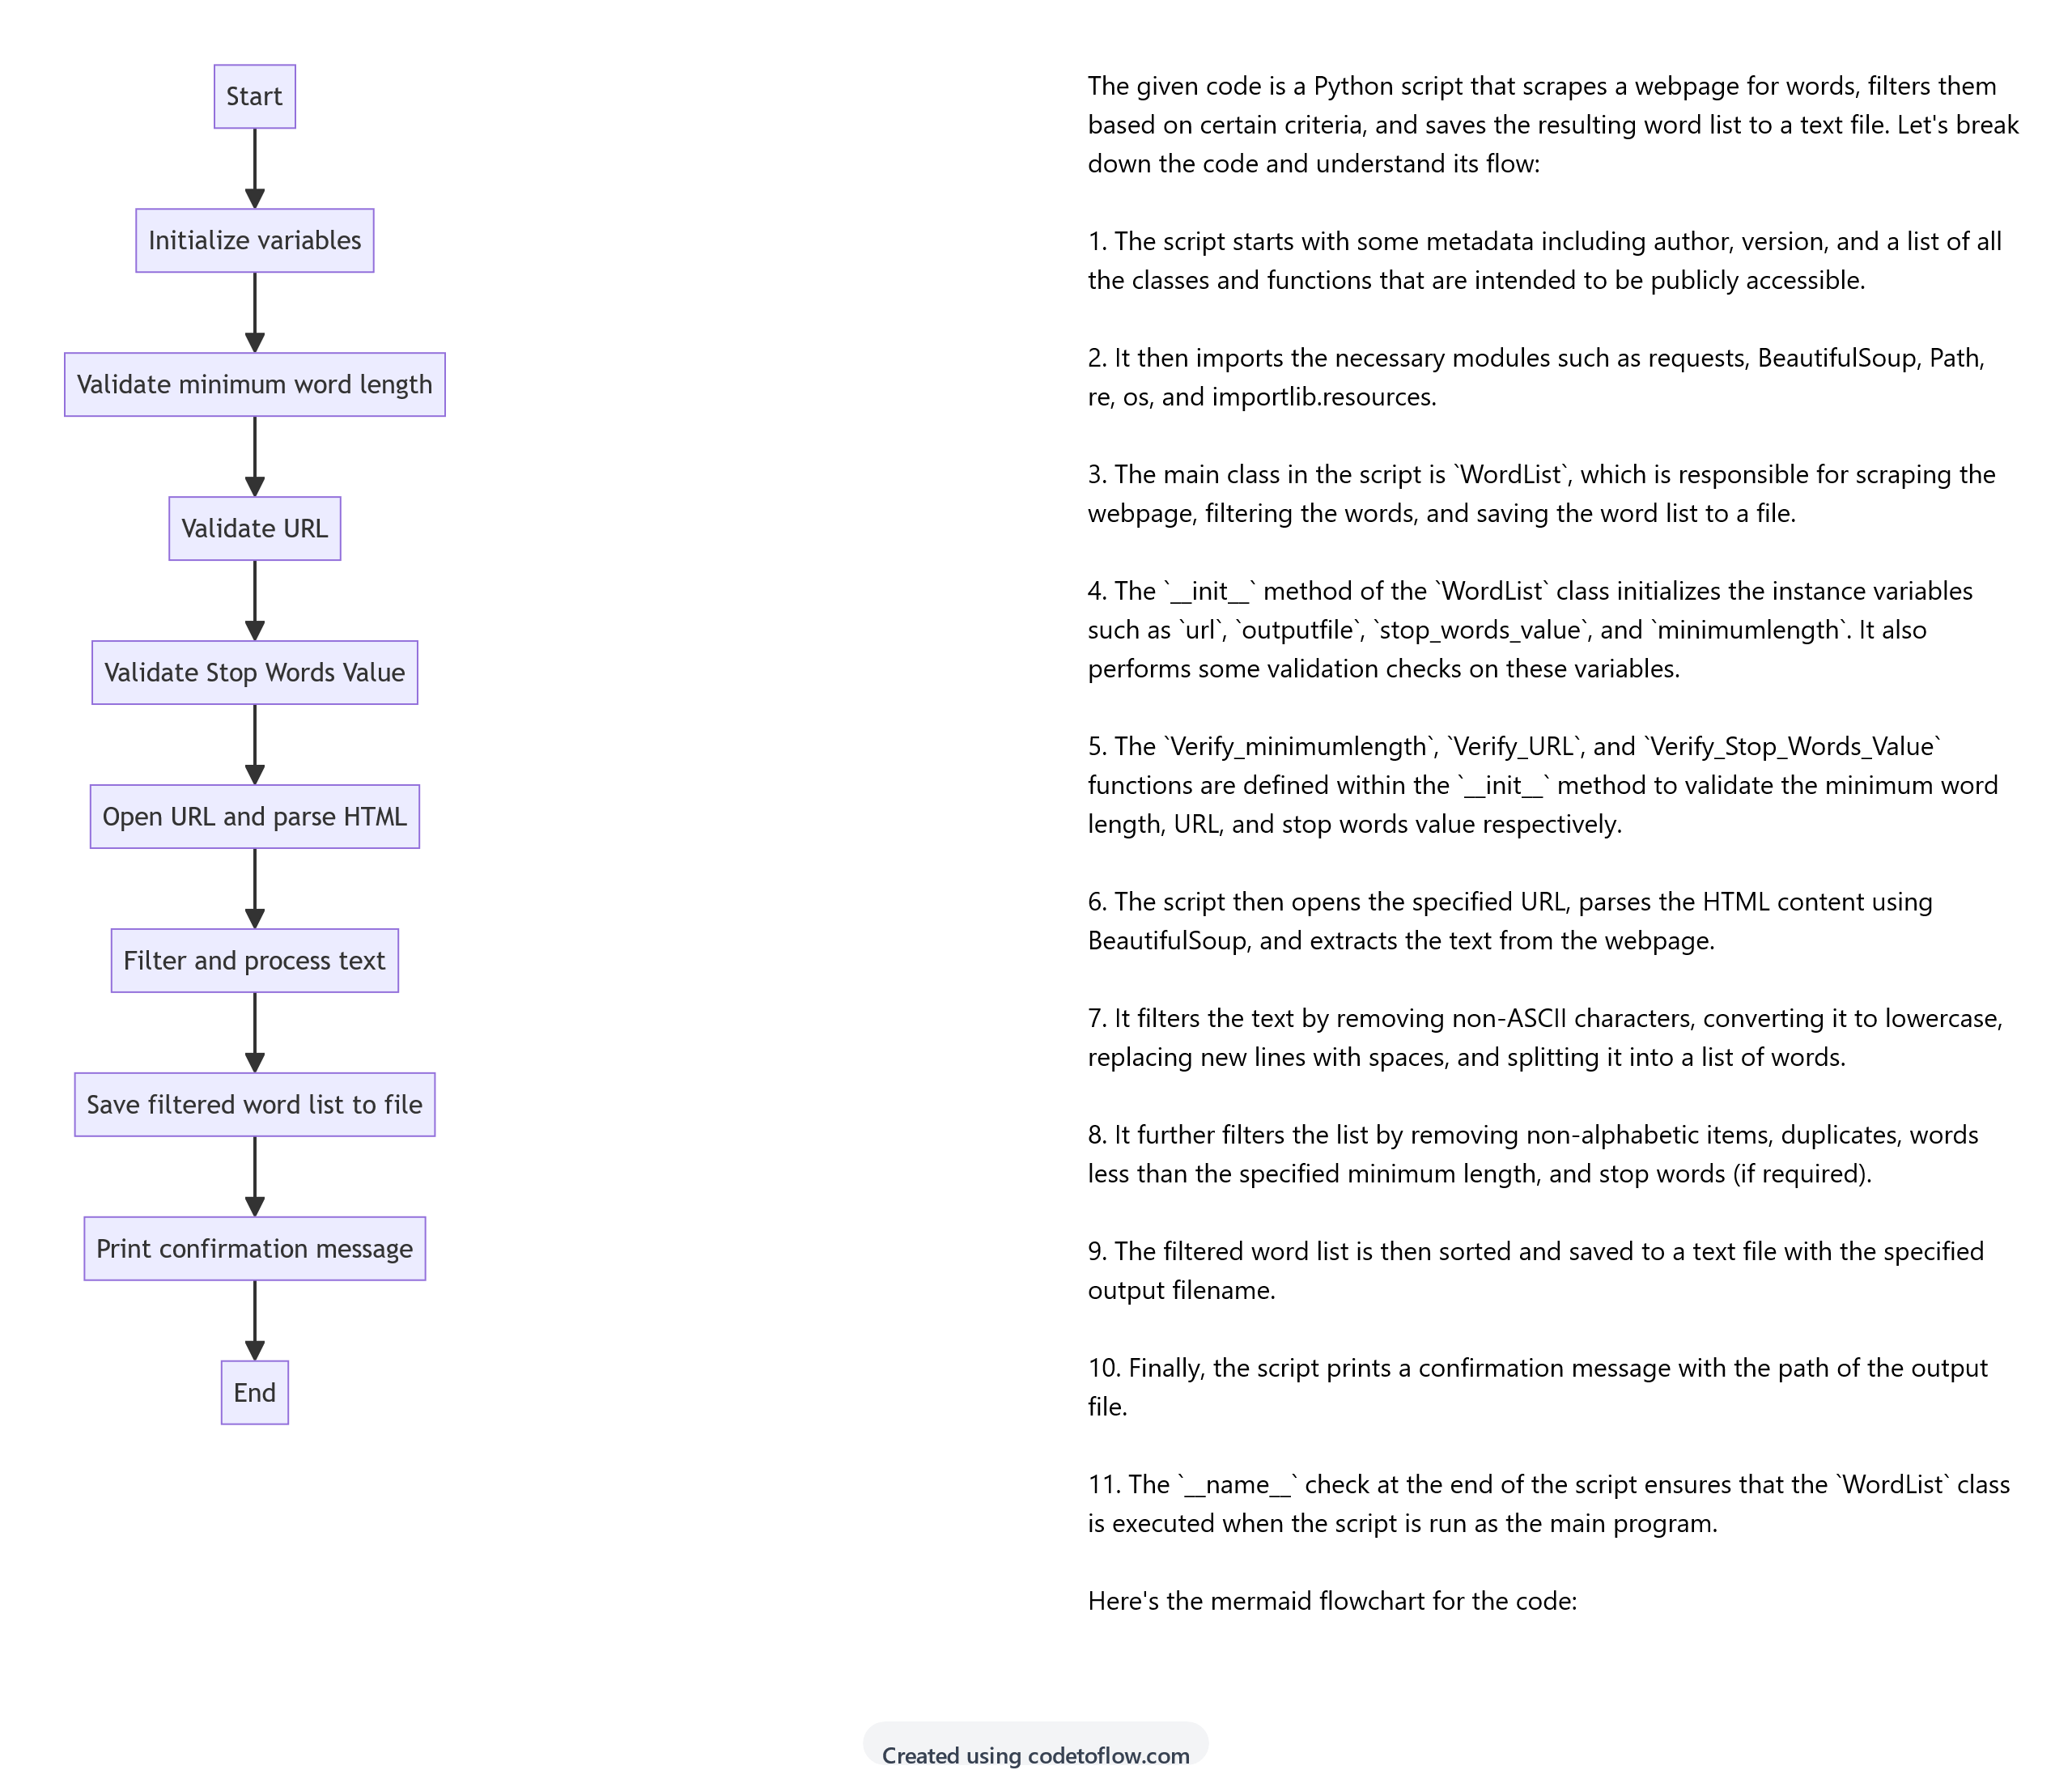 Start
Initialize variables
Validate minimum word length
Validate URL
Validate Stop Words Value
Open URL and parse HTML
Filter and process text
Save filtered word list to file
Print confirmation message
End
The given code is a Python script that scrapes a webpage for words, filters them
based on certain criteria, and saves the resulting word list to a text file. Let's break
down the code and understand its flow:
1. The script starts with some metadata including author, version, and a list of all
the classes and functions that are intended to be publicly accessible.
2. It then imports the necessary modules such as requests, BeautifulSoup, Path,
re, os, and importlib.resources.
3. The main class in the script is `WordList`, which is responsible for scraping the
webpage, filtering the words, and saving the word list to a file.
4. The `__init__` method of the `WordList` class initializes the instance variables
such as `url`, `outputfile`, `stop_words_value`, and `minimumlength`. It also
performs some validation checks on these variables.
5. The `Verify_minimumlength`, `Verify_URL`, and `Verify_Stop_Words_Value`
functions are defined within the `__init__` method to validate the minimum word
length, URL, and stop words value respectively.
6. The script then opens the specified URL, parses the HTML content using
BeautifulSoup, and extracts the text from the webpage.
7. It filters the text by removing non-ASCII characters, converting it to lowercase,
replacing new lines with spaces, and splitting it into a list of words.
8. It further filters the list by removing non-alphabetic items, duplicates, words
less than the specified minimum length, and stop words (if required).
9. The filtered word list is then sorted and saved to a text file with the specified
output filename.
10. Finally, the script prints a confirmation message with the path of the output
file.
11. The `__name__` check at the end of the script ensures that the `WordList` class
is executed when the script is run as the main program.
Here's the mermaid flowchart for the code:
Created using codetoflow.com